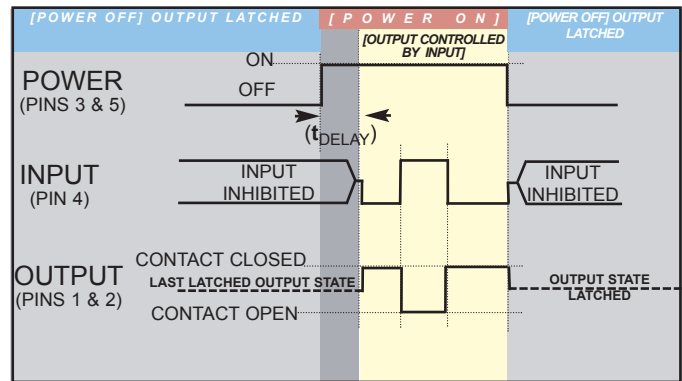 [POWER OFF] OUTPUT LATCHED
[POWER ON]
[POWER OFF] OUTPUT
LATCHED
[OUTPUT CONTROLLED
BY INPUT]
POWER
(PINS 3 & 5)
ON
OFF
(tDELAY)
INPUT
(PIN 4)
INPUT
INHIBITED
INPUT
INHIBITED
OUTPUT
(PINS 1 & 2)
CONTACT CLOSED
LAST LATCHED OUTPUT STATE
CONTACT OPEN
OUTPUT STATE
LATCHED